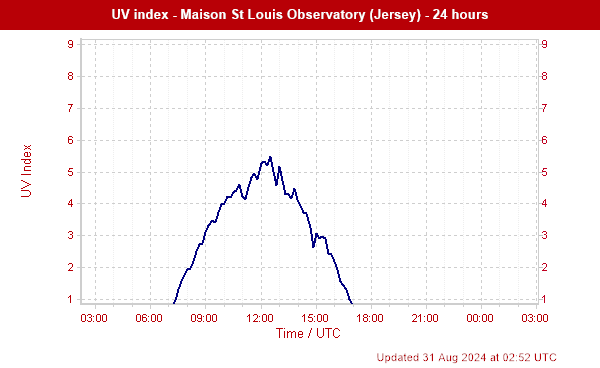 UV index - Maison St Louis Observatory (Jersey) - 24 hours
9 9
8 8
7 7
6 6
5 5
4 4
3 3
2 2
1 1
UV Index
03:00 06:00 09:00 12:00 15:00 18:00 21:00 00:00 03:00
Time / UTC
Updated 31 Aug 2024 at 02:52 UTC